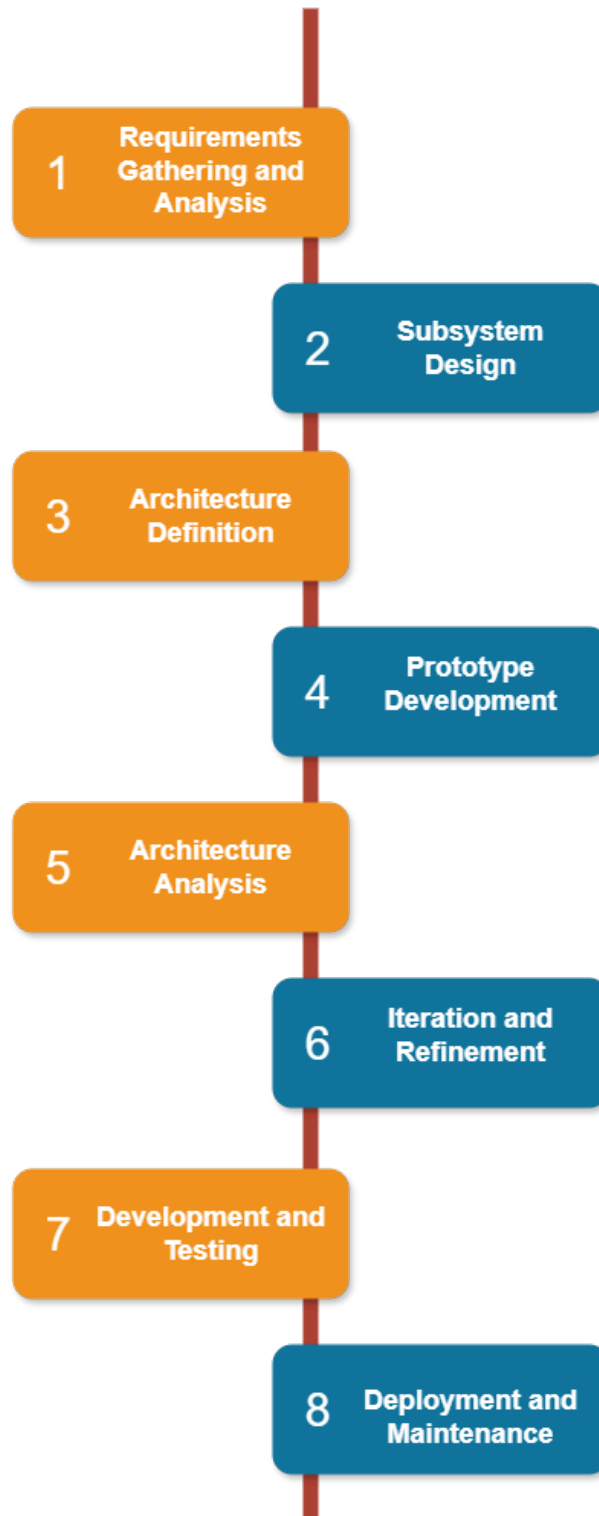 1
Requirements
Gathering and
Analysis
2
Subsystem
Design
3
Architecture
Definition
4
Prototype
Development
5
Architecture
Analysis
6
Iteration and
Refinement
7
Development and
Testing
8
Deployment and
Maintenance